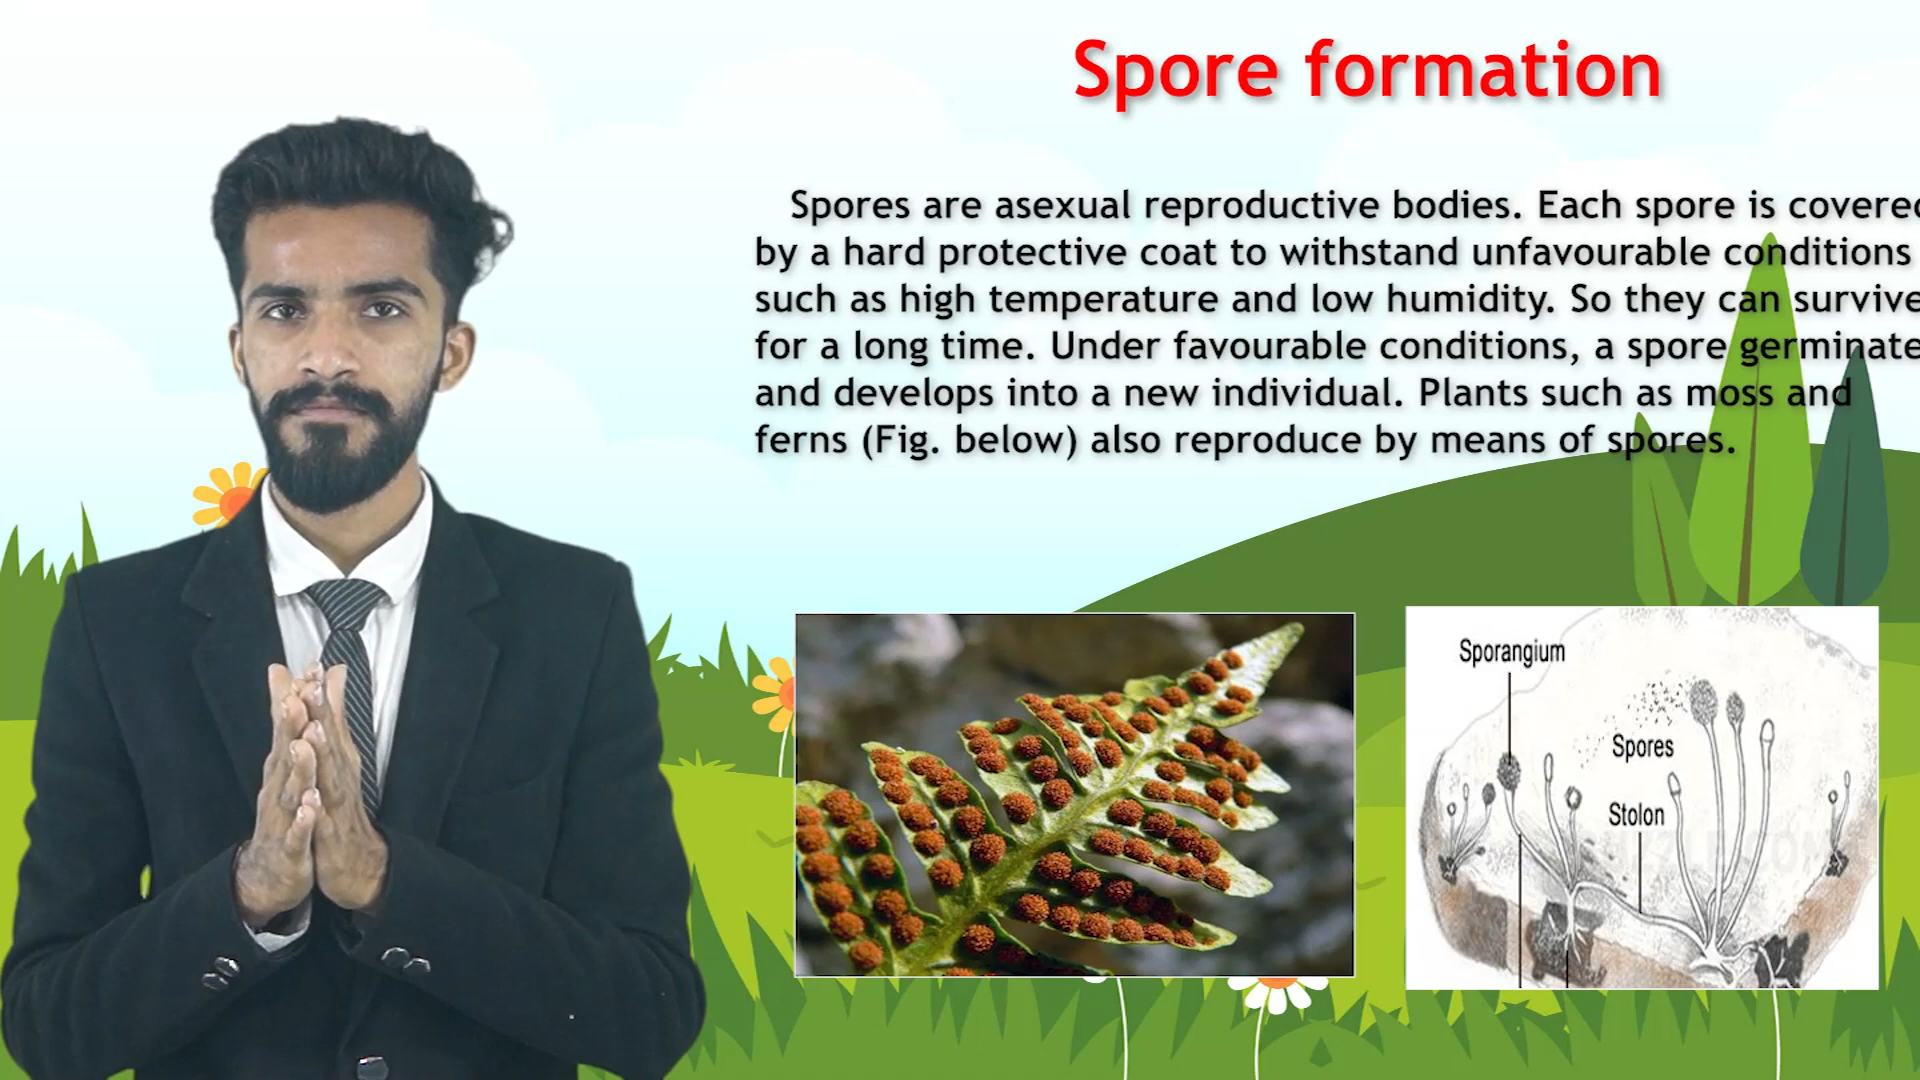 Spore formation
Spores are asexual reproductive bodies. Each spore is covered
by a hard protective coat to withstand unfavourable conditions
such as high temperature and low humidity. So they can survive
for a long time. Under favourable conditions, a spore germinate
and develops into a new individual. Plants such as moss and
ferns (Fig. below) also reproduce by means of spores.
Sporangium
Spores
Stolon